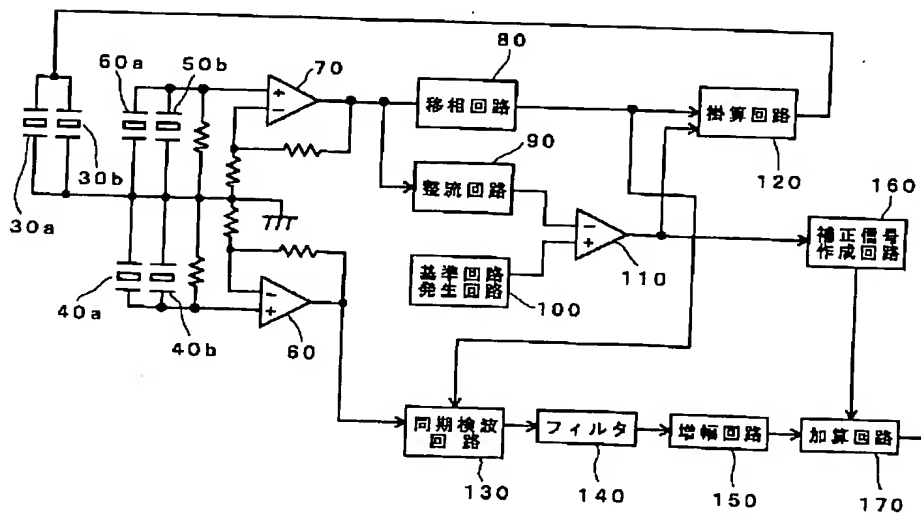 60a
50b
70
80
移相回路
掛算回路
120
30a
30b
90
整流回路
110
基準回路
発生回路
100
160
補正信号
作成回路
40a
40b
60
同期検波
回路
130
フィルタ
140
増幅回路
150
加算回路
170